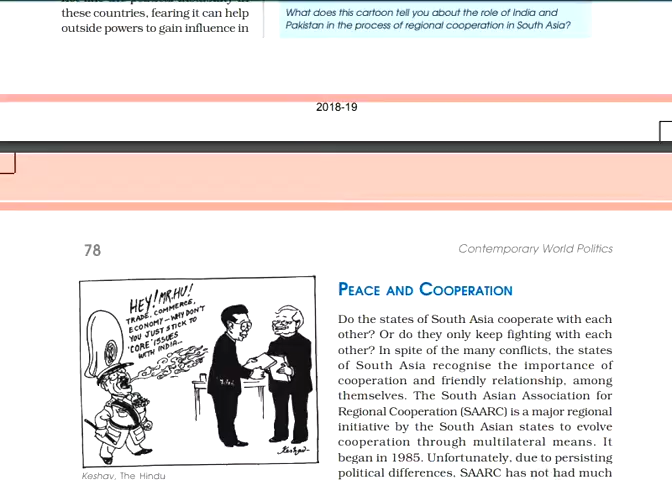 these countries, fearing it can help
outside powers to gain influence in
What does this cartoon tell you about the role of India and
Pakistan in the process of regional cooperation in South Asia?
2018-19
78
Contemporary World Politics
HEY! MR.HU!
TRADE, COMMERCE,
ECONOMY – WHY DON'T
YOU JUST STICK TO
'CORE' ISSUES
WITH INDIA...
Keshav
Keshav, The Hindu
PEACE AND COOPERATION
Do the states of South Asia cooperate with each
other? Or do they only keep fighting with each
other? In spite of the many conflicts, the states
of South Asia recognise the importance of
cooperation and friendly relationship, among
themselves. The South Asian Association for
Regional Cooperation (SAARC) is a major regional
initiative by the South Asian states to evolve
cooperation through multilateral means. It
began in 1985. Unfortunately, due to persisting
political differences, SAARC has not had much